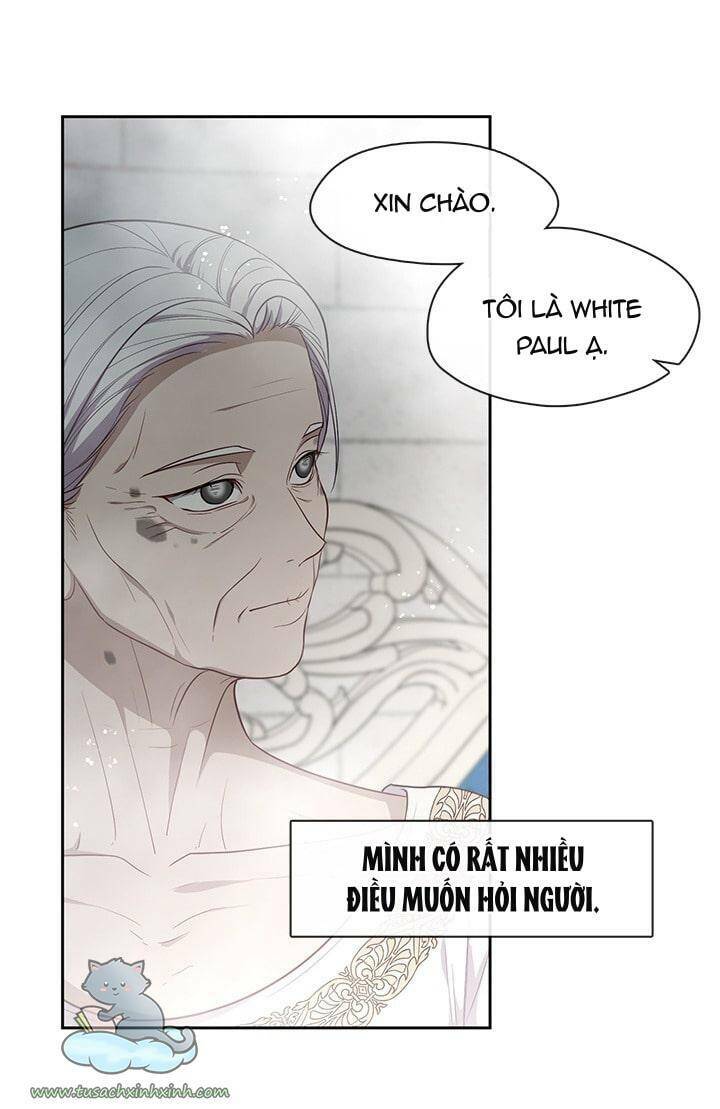 XIN CHÀO.
TÔI LÀ WHITE
PAUL Ạ.
MÌNH CÓ RẤT NHIỀU
ĐIỀU MUỐN HỎI NGƯỜI.
www.tusachxinhxinh.com